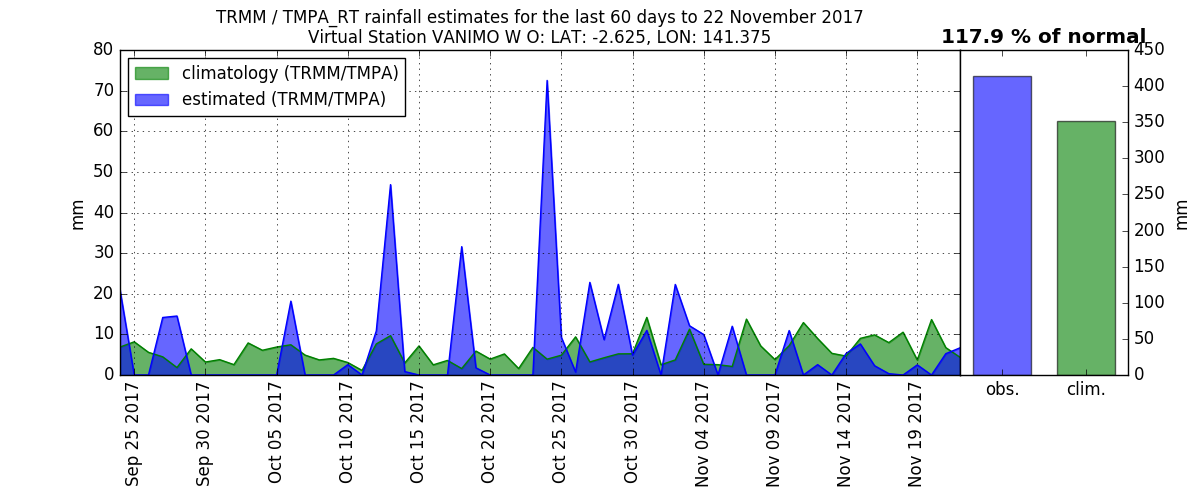 TRMM / TMPA_RT rainfall estimates for the last 60 days to 22 November 2017
Virtual Station VANIMO W O: LAT: -2.625, LON: 141.375
117.9 % of normal
climatology (TRMM/TMPA)
estimated (TRMM/TMPA)
mm
80
70
60
50
40
30
20
10
0
Sep 25 2017
Sep 30 2017
Oct 05 2017
Oct 10 2017
Oct 15 2017
Oct 20 2017
Oct 25 2017
Oct 30 2017
Nov 04 2017
Nov 09 2017
Nov 14 2017
Nov 19 2017
obs.
clim.
450
400
350
300
250
200
150
100
50
0
mm